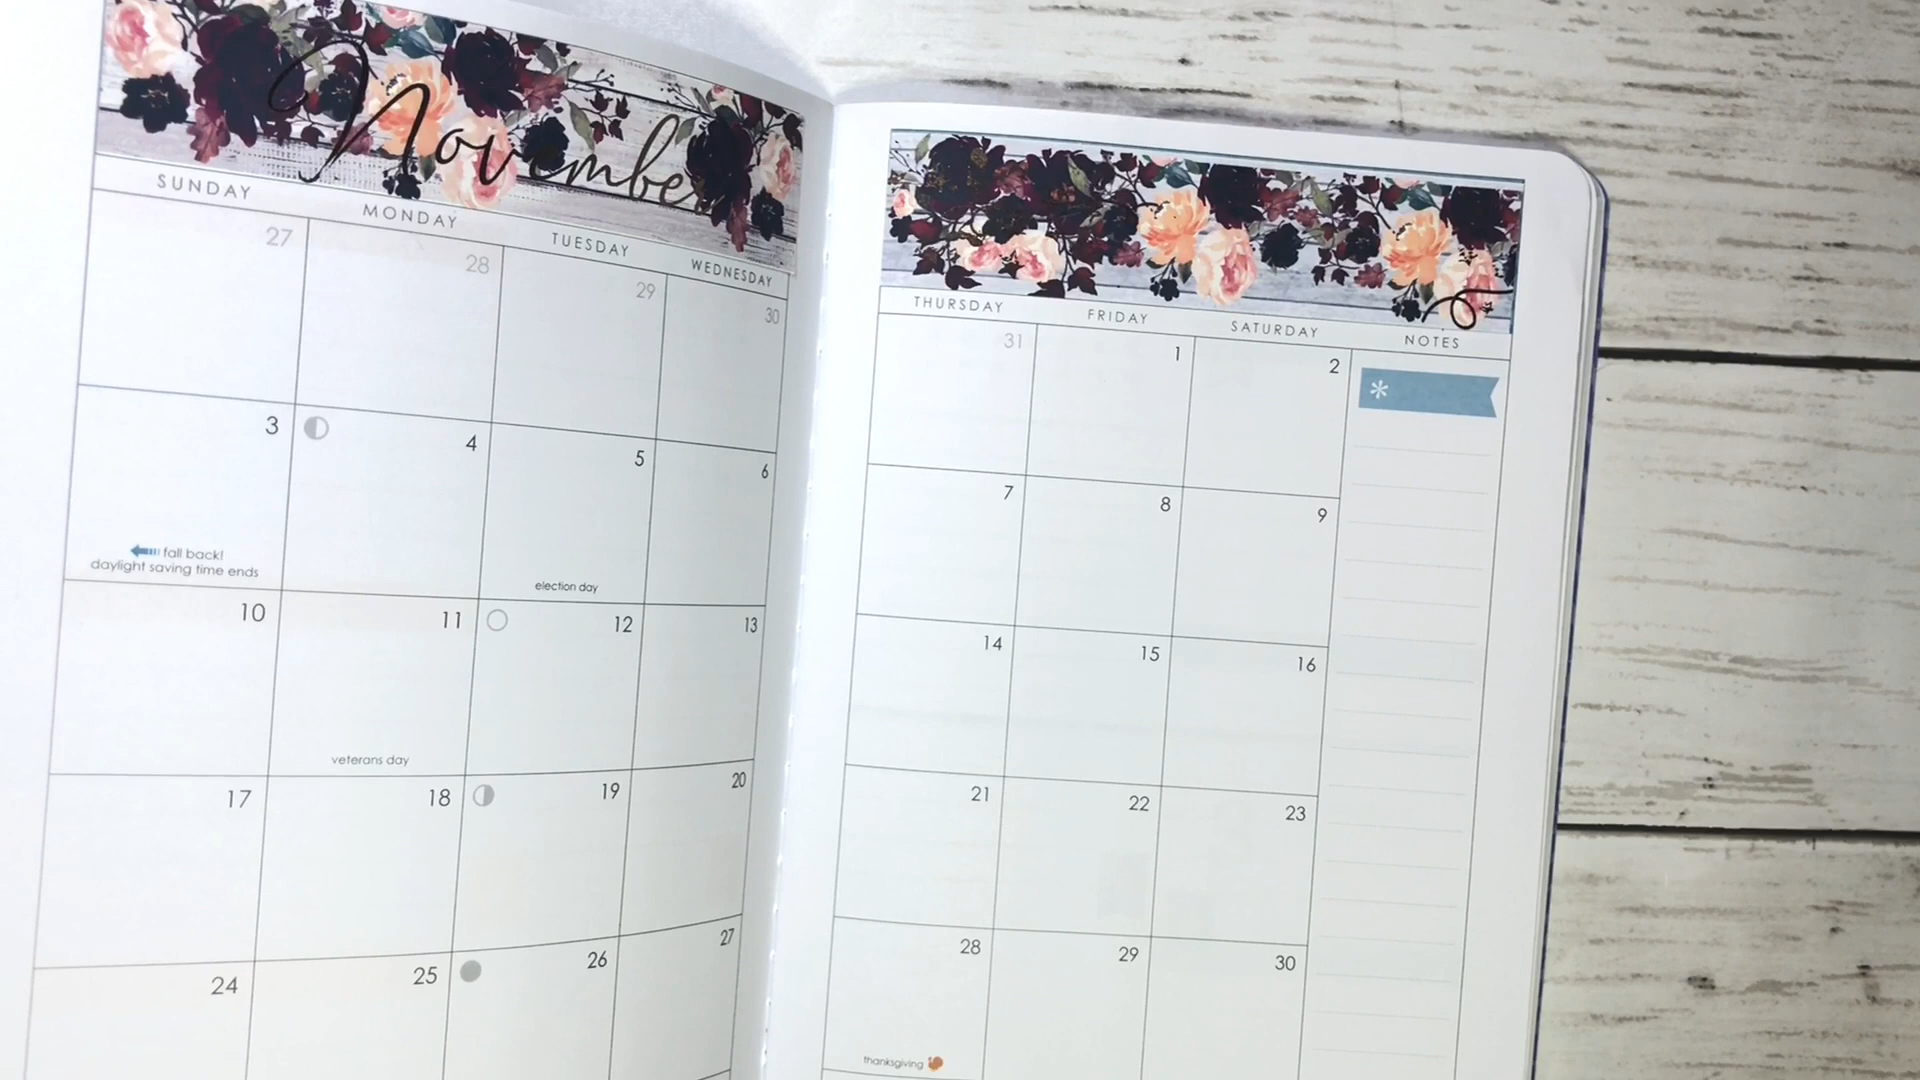 November
SUNDAY MONDAY TUESDAY WEDNESDAY THURSDAY FRIDAY SATURDAY NOTES
27 28 29 30 31 1 2
*
3 4 5 6 7 8 9
fall back!
daylight saving time ends
election day
10 11 12 13 14 15 16
veterans day
17 18 19 20 21 22 23
24 25 26 27 28 29 30
thanksgiving